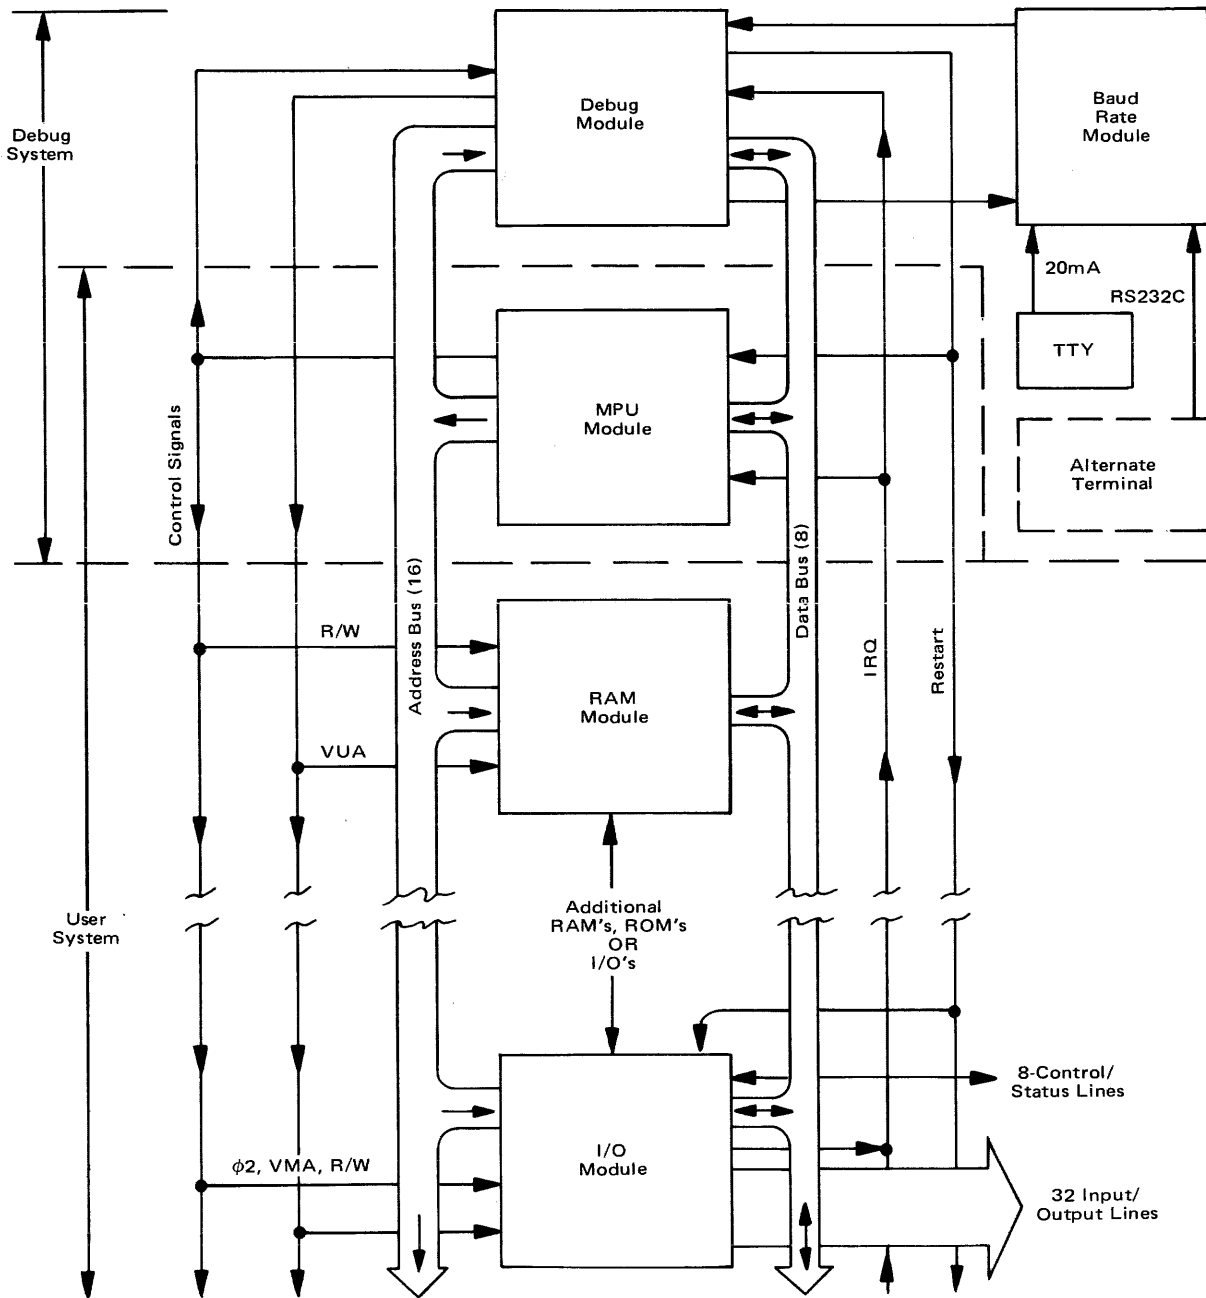 Debug
System
Debug
Module
Baud
Rate
Module
20mA
RS232C
TTY
Alternate
Terminal
MPU
Module
Control Signals
Address Bus (16)
Data Bus (8)
IRQ
Restart
R/W
RAM
Module
VUA
User
System
Additional
RAM's, ROM's
OR
I/O's
8-Control/
Status Lines
I/O
Module
ϕ2, VMA, R/W
32 Input/
Output Lines